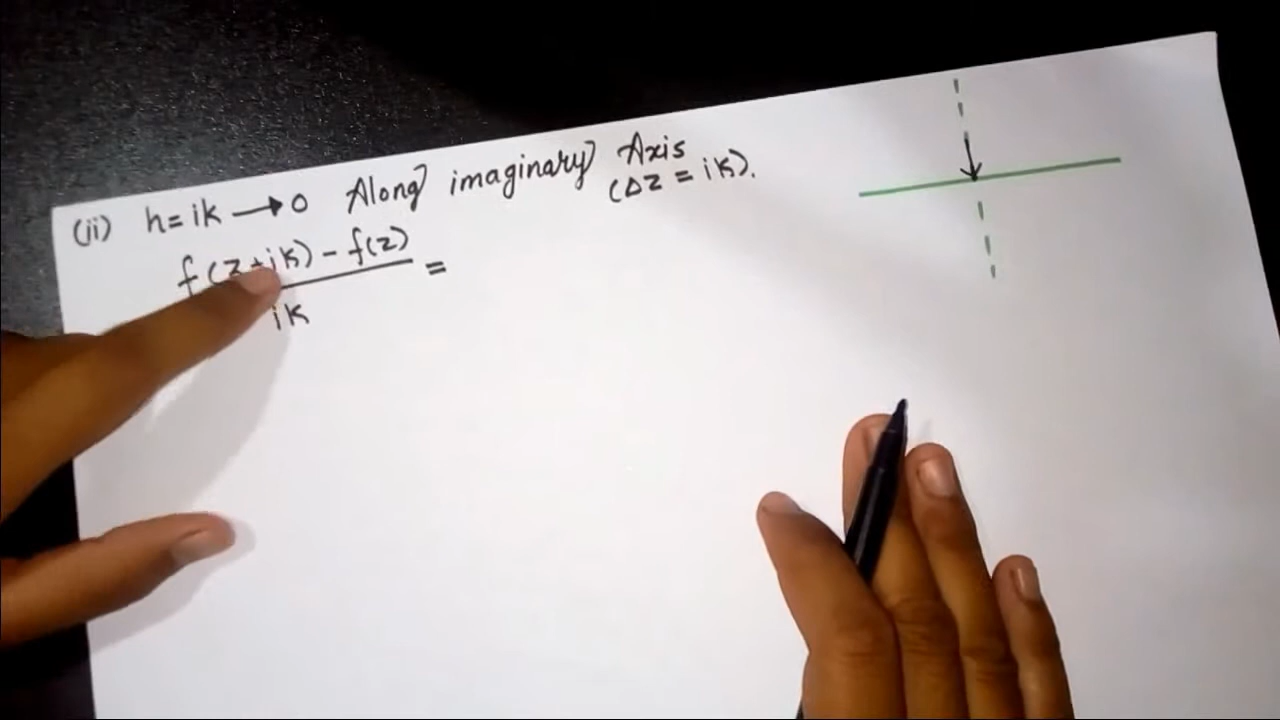 (ii) h = ik → 0 Along imaginary Axis
(Δz = ik).
f(z+ik) - f(z) =
ik